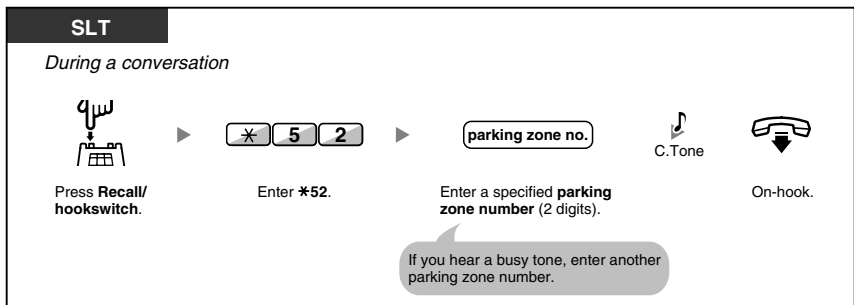 SLT
During a conversation
* 5 2
parking zone no.
C.Tone
Press Recall/
hookswitch.
Enter *52.
Enter a specified parking
zone number (2 digits).
On-hook.
If you hear a busy tone, enter another
parking zone number.